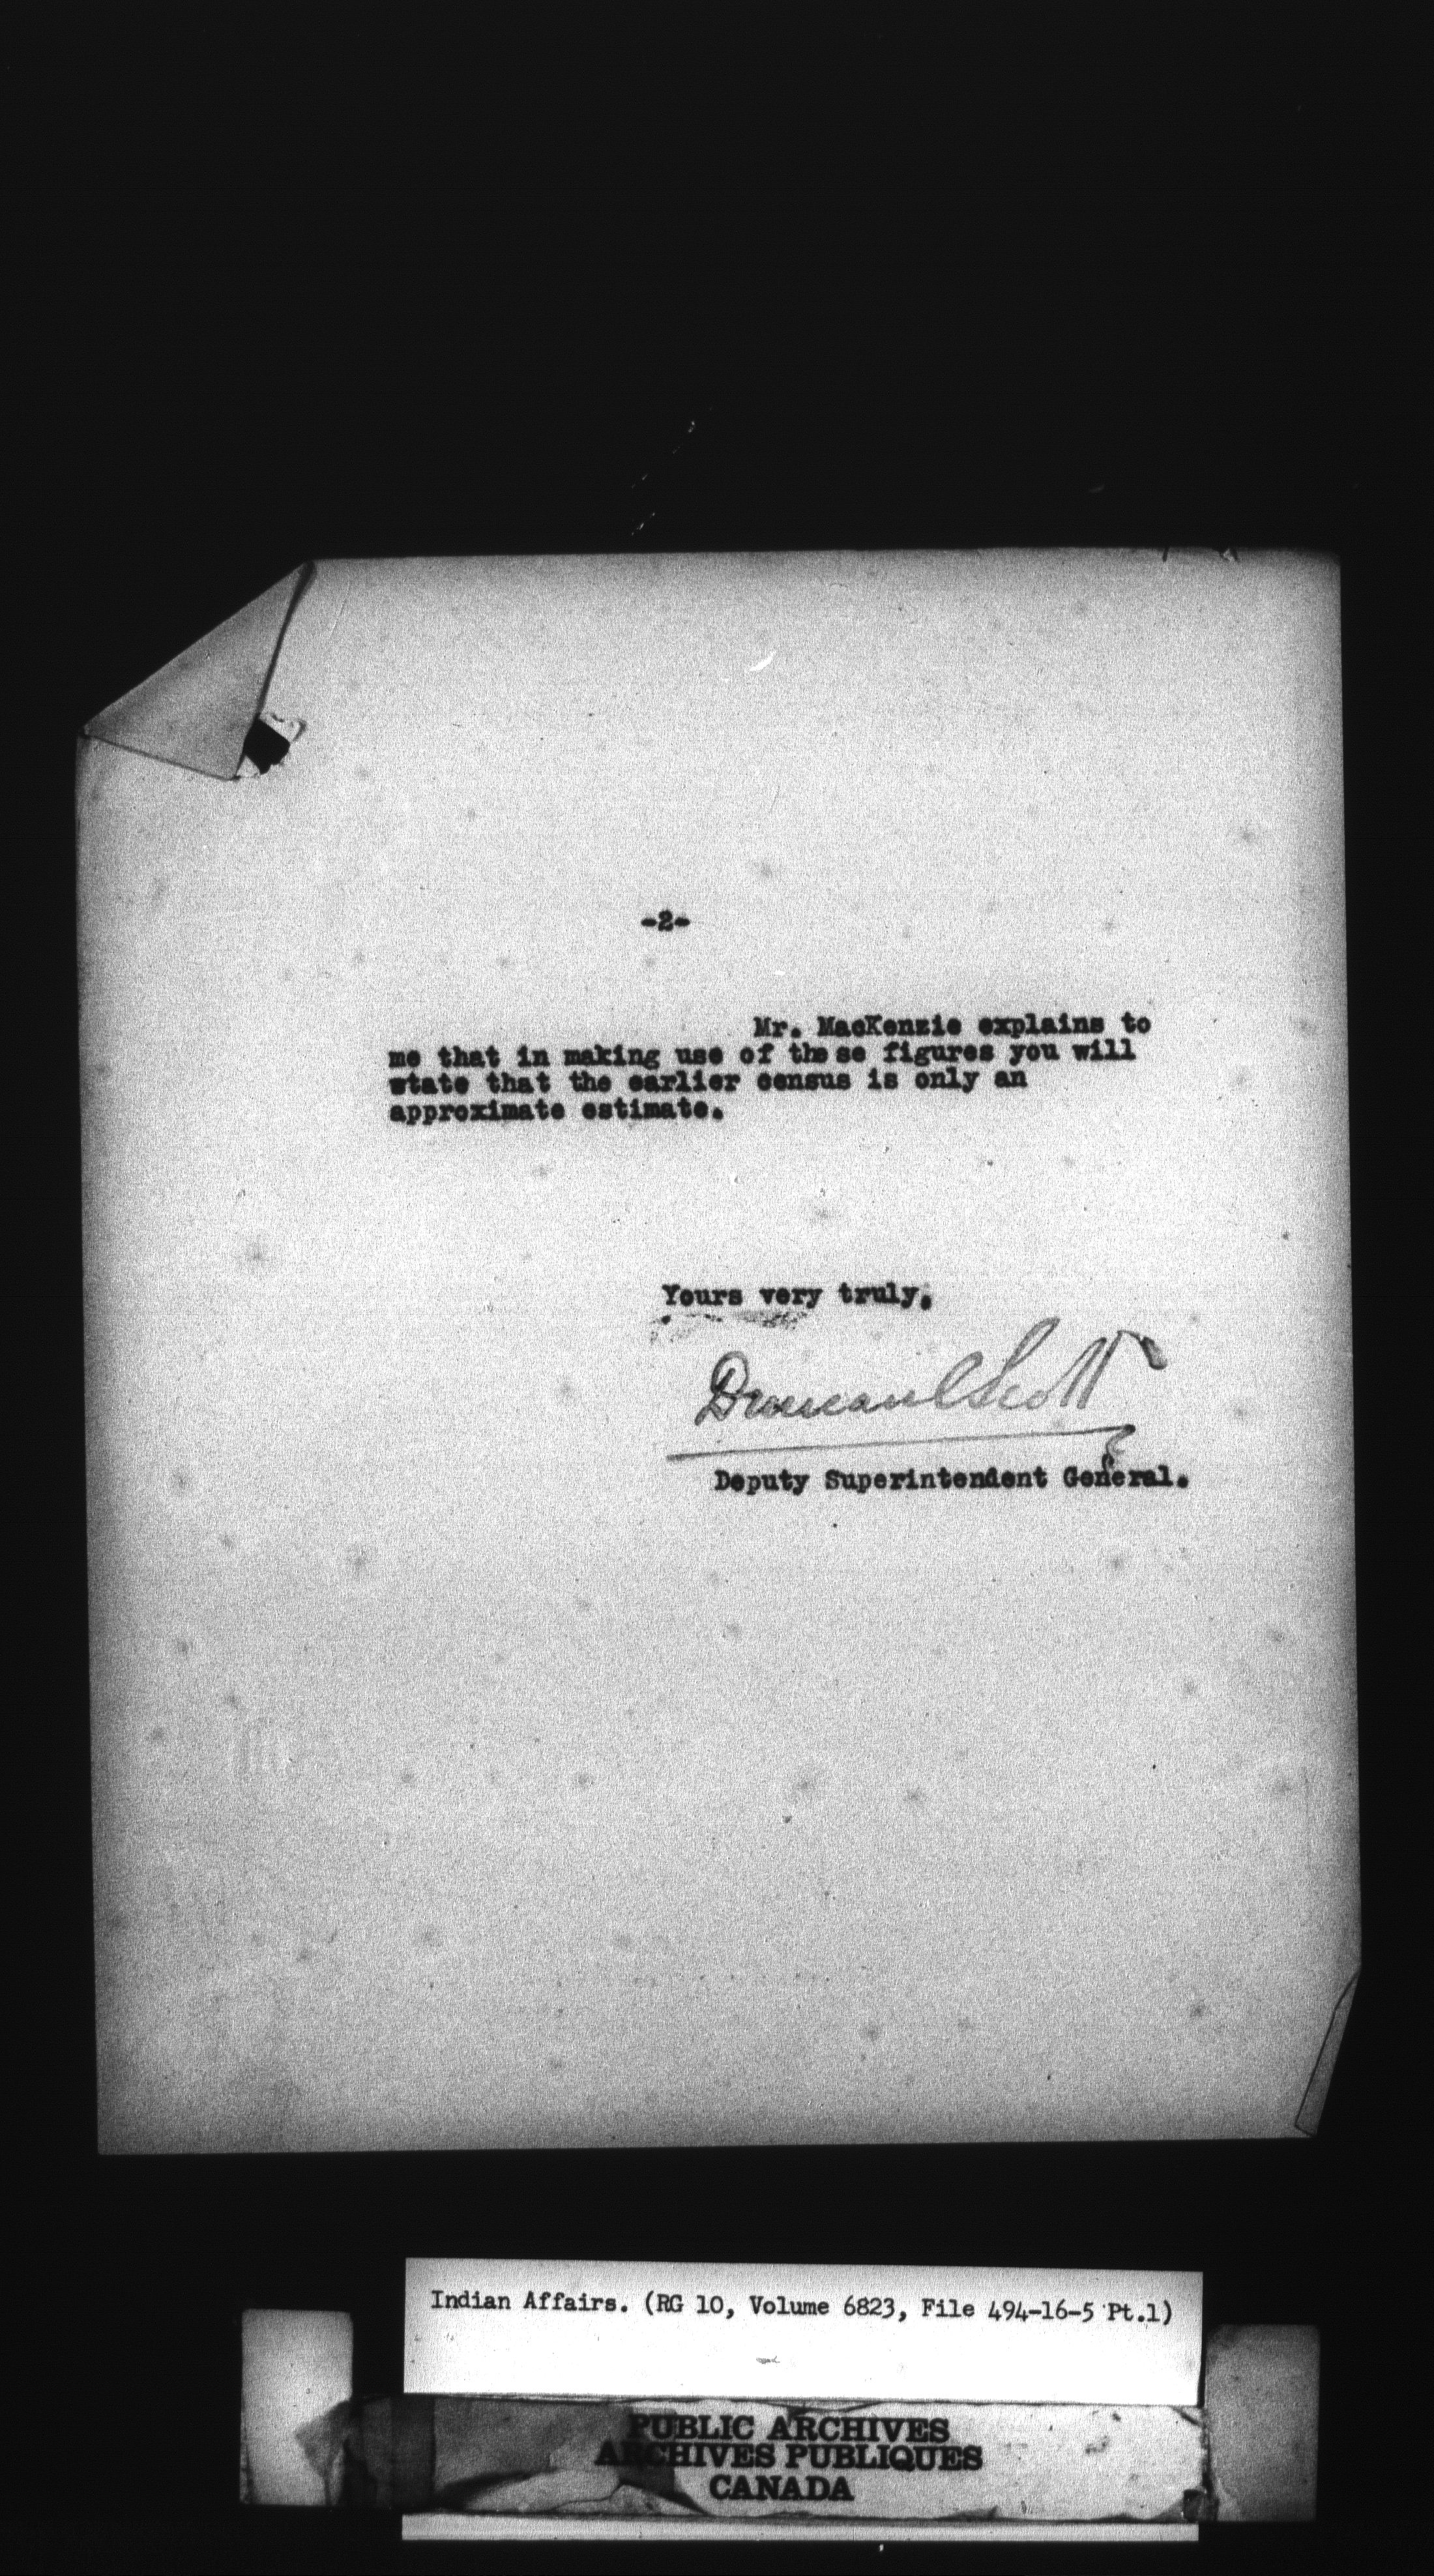 -2-
Mr. MacKenzie explains to
me that in making use of these figures you will
state that the earlier census is only an
approximate estimate.
Yours very truly,
Duncan C Scott
Deputy Superintendent General.
Indian Affairs. (RG 10, Volume 6823, File 494-16-5 Pt.1)
PUBLIC ARCHIVES
ARCHIVES PUBLIQUES
CANADA